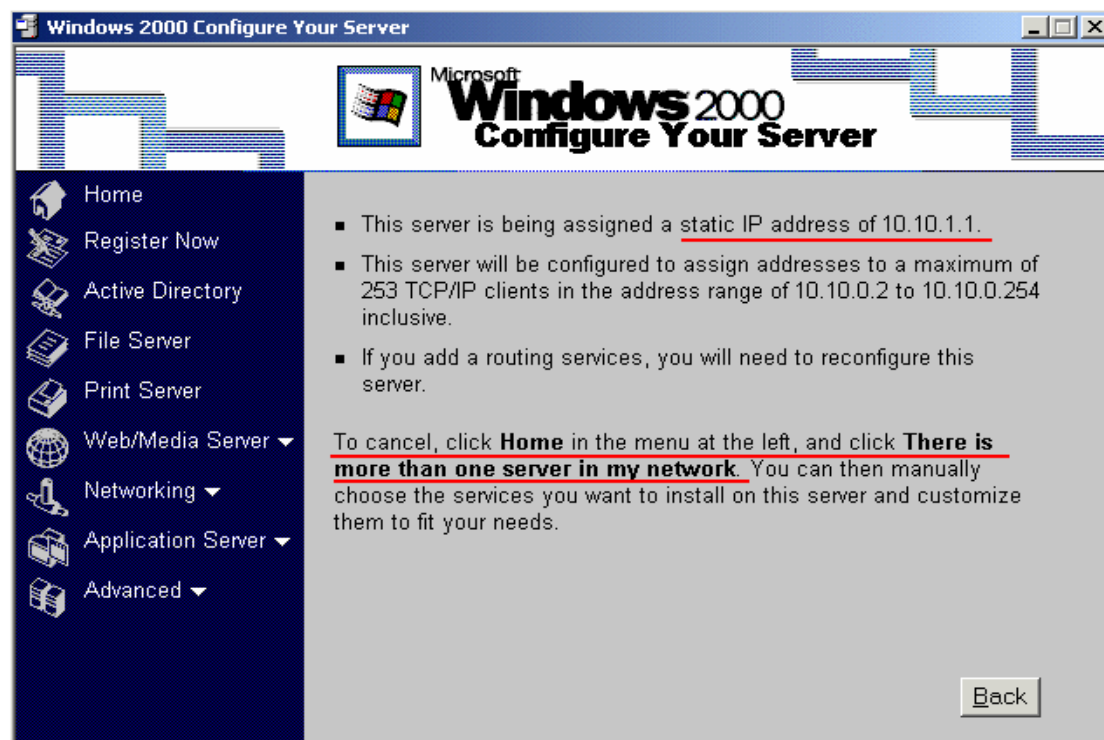 Windows 2000 Configure Your Server
Microsoft
Windows 2000
Configure Your Server
Home
Register Now
Active Directory
File Server
Print Server
Web/Media Server
Networking
Application Server
Advanced
This server is being assigned a static IP address of 10.10.1.1.
This server will be configured to assign addresses to a maximum of
253 TCP/IP clients in the address range of 10.10.0.2 to 10.10.0.254
inclusive.
If you add a routing services, you will need to reconfigure this
server.
To cancel, click Home in the menu at the left, and click There is
more than one server in my network. You can then manually
choose the services you want to install on this server and customize
them to fit your needs.
Back